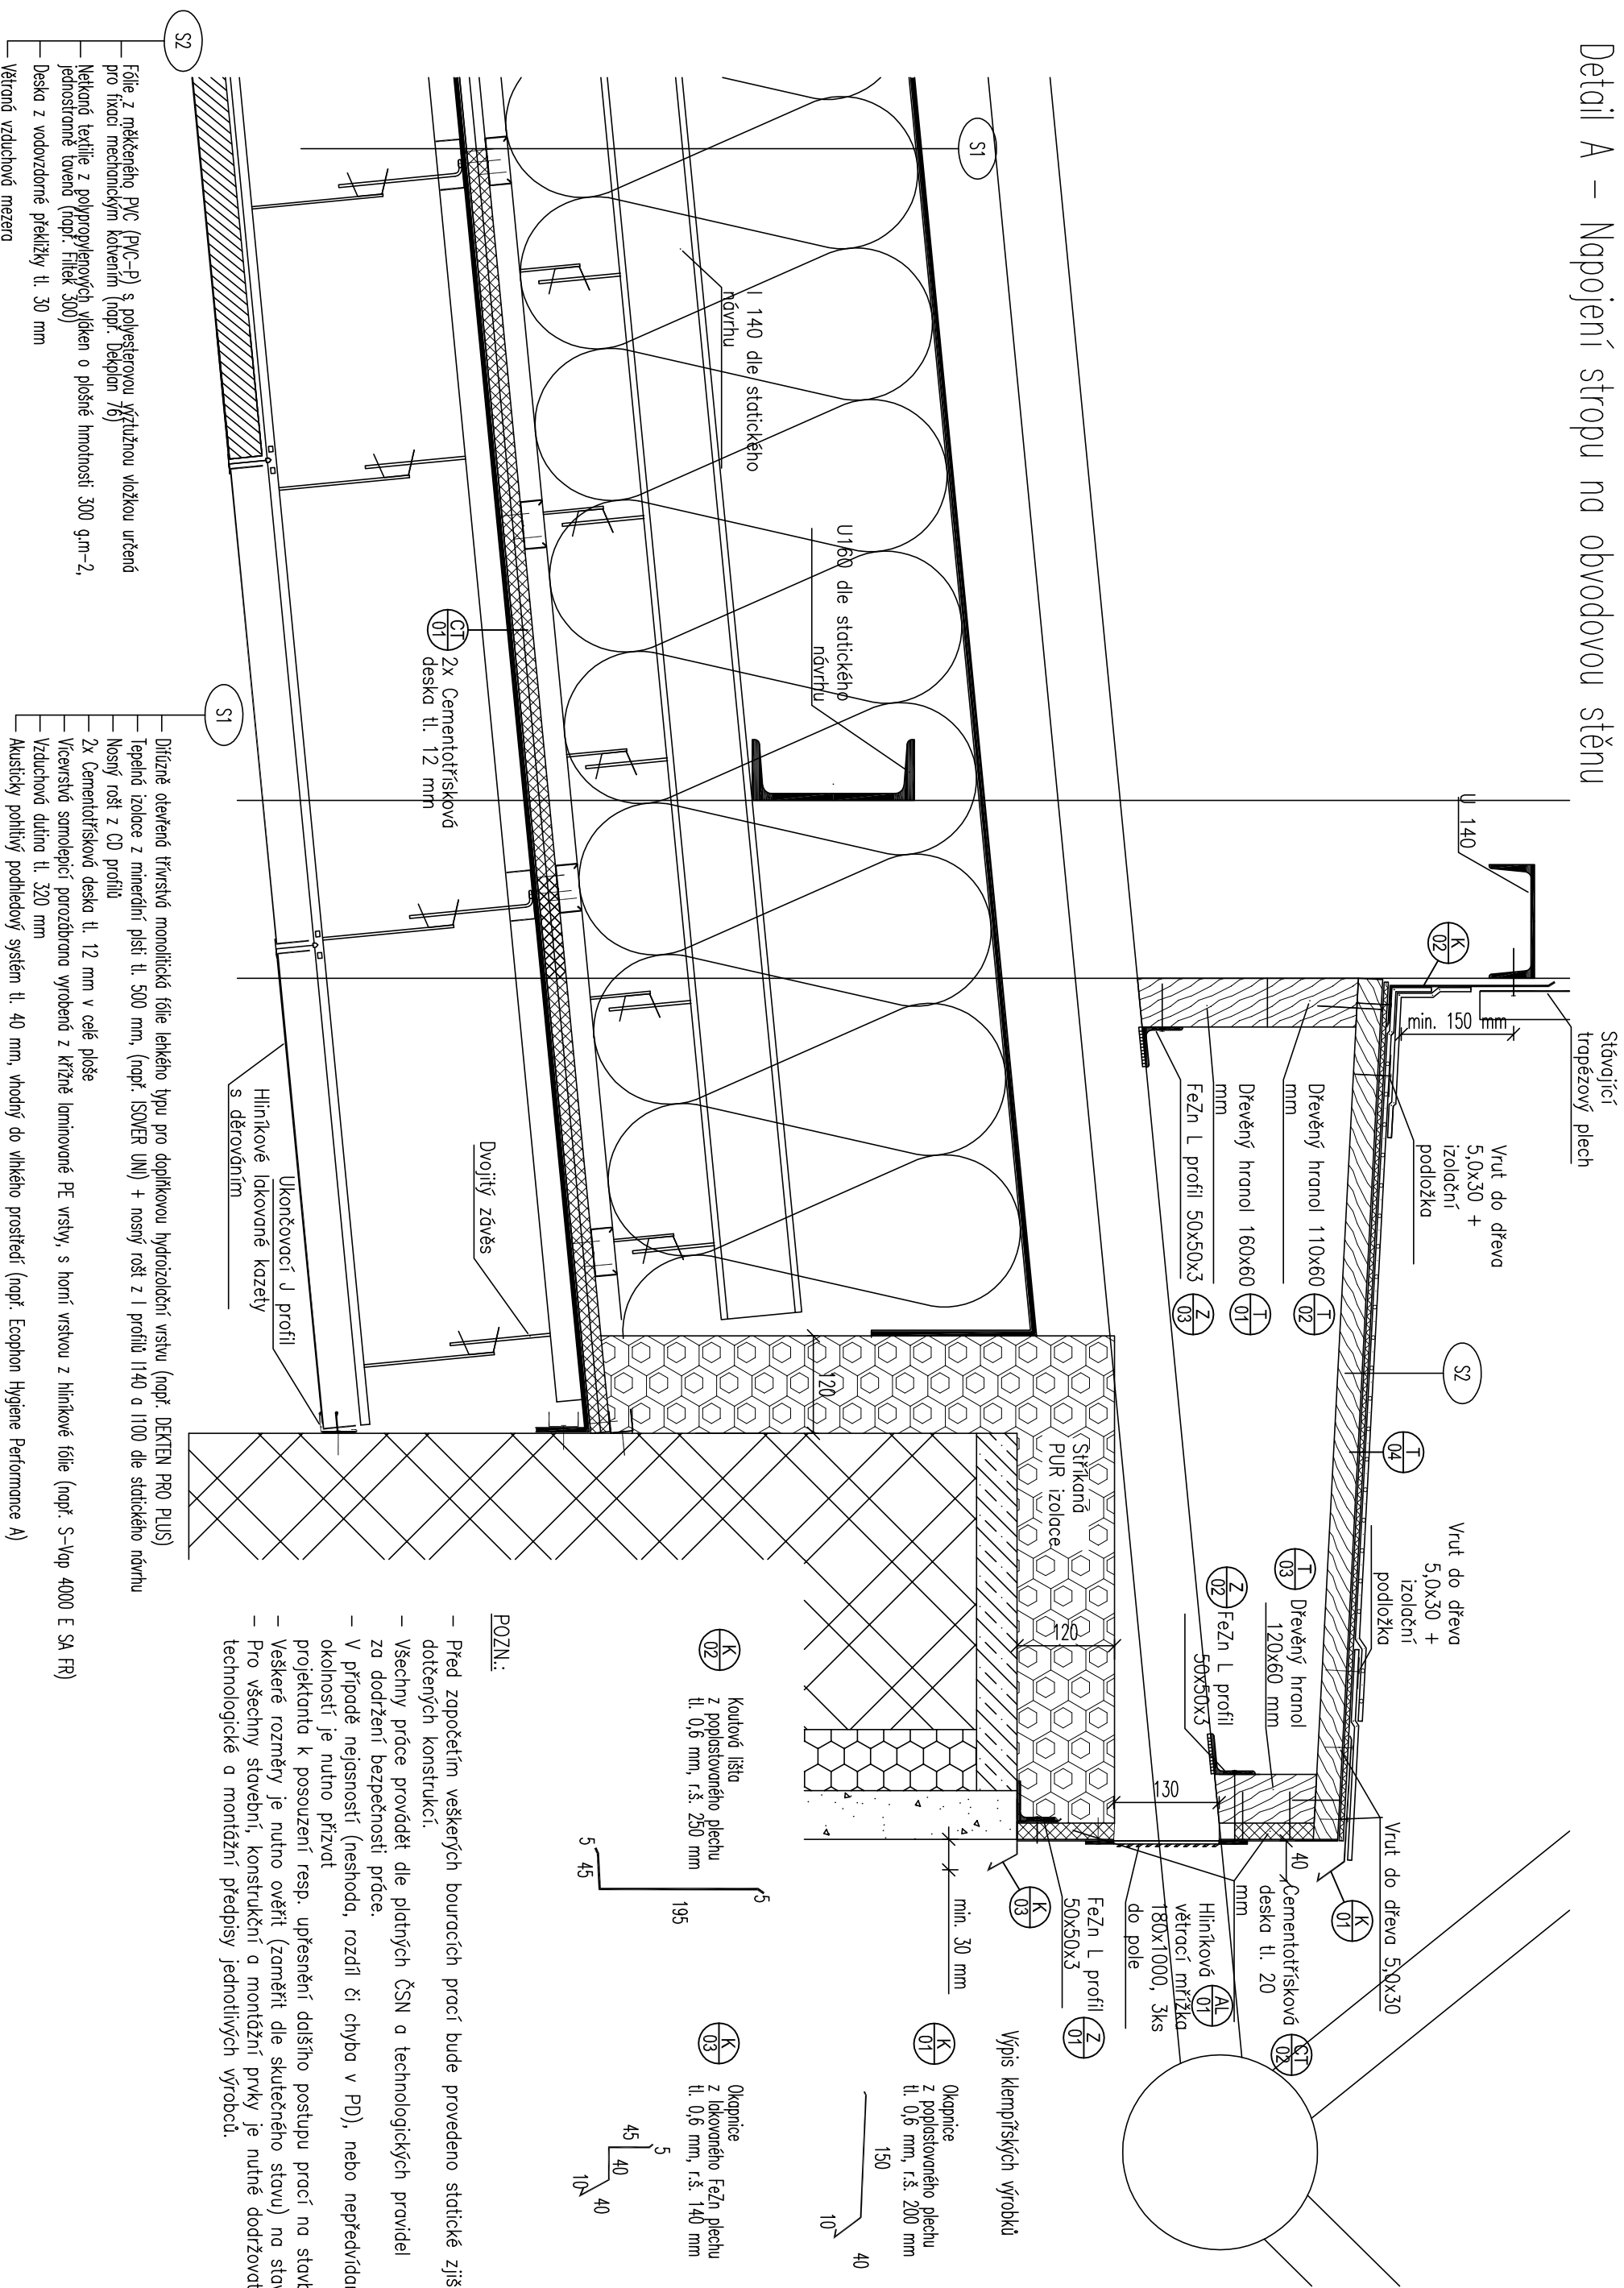 Detail A – Napojení stropu na obvodovou stěnu
U 140
K
02
Stávající
trapézový plech
min. 150 mm
Vrut do dřeva
5,0x30 +
izolační
podložka
Dřevěný hranol 110x60
mm
T
02
Dřevěný hranol 160x60
mm
T
01
FeZn L profil 50x50x3
Z
03
S2
T
04
Vrut do dřeva
5,0x30 +
izolační
podložka
T
03
Dřevěný hranol
120x60 mm
Z
02
FeZn L profil
50x50x3
Vrut do dřeva 5,0x30
K
01
40
Cementotřísková
deska tl. 20
mm
CT
02
Hliníková
větrací mřížka
180x1000, 3ks
do pole
AL
01
130
FeZn L profil
50x50x3
Z
01
K
03
min. 30 mm
120
Stříkaná
PUR izolace
120
S1
I 140 dle statického
návrhu
U160 dle statického
návrhu
CT
01
2x Cementotřísková
deska tl. 12 mm
Dvojitý závěs
Ukončovací J profil
Hliníkové lakované kazety
s děrováním
Výpis klempířských výrobků
K
01
Okapnice
z poplastovaného plechu
tl. 0,6 mm, r.š. 200 mm
150
10
40
K
02
Koutová lišta
z poplastovaného plechu
tl. 0,6 mm, r.š. 250 mm
5
45
195
5
K
03
Okapnice
z lakovaného FeZn plechu
tl. 0,6 mm, r.š. 140 mm
5
45
40
10
40
POZN.:
– Před započetím veškerých bouracích prací bude provedeno statické zjiš
dotčených konstrukcí.
– Všechny práce provádět dle platných ČSN a technologických pravidel
za dodržení bezpečnosti práce.
– V případě nejasností (neshoda, rozdíl či chyba v PD), nebo nepředvídan
okolností je nutno přizvat
projektanta k posouzení resp. upřesnění dalšího postupu prací na stavb
– Veškeré rozměry je nutno ověřit (zaměřit dle skutečného stavu) na stav
– Pro všechny stavební, konstrukční a montážní prvky je nutné dodržovat
technologické a montážní předpisy jednotlivých výrobců.
S2
Fólie z měkčeného PVC (PVC–P) s polyesterovou výztužnou vložkou určená
pro fixaci mechanickým kotvením (např. Dekplan 76)
Netkaná textilie z polypropylenových vláken o plošné hmotnosti 300 g.m–2,
jednostranně tavená (např. Filtek 300)
Deska z vodovzdorné překližky tl. 30 mm
Větraná vzduchová mezera
S1
Difúzně otevřená třívrstvá monolitická fólie lehkého typu pro doplňkovou hydroizolační vrstvu (např. DEKTEN PRO PLUS)
Tepelná izolace z minerální plsti tl. 500 mm, (např. ISOVER UNI) + nosný rošt z I profilů I140 a I100 dle statického návrhu
Nosný rošt z CD profilů
2x Cementotřísková deska tl. 12 mm v celé ploše
Vícevrstvá samolepicí parozábrana vyrobená z křížně laminované PE vrstvy, s horní vrstvou z hliníkové fólie (např. S–Vap 4000 E SA FR)
Vzduchová dutina tl. 320 mm
Akusticky pohltivý podhledový systém tl. 40 mm, vhodný do vlhkého prostředí (např. Ecophon Hygiene Performance A)